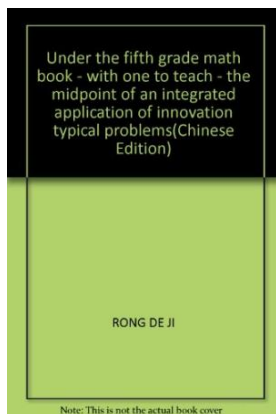 Under the fifth grade math
book - with one to teach - the
midpoint of an integrated
application of innovation
typical problems(Chinese
Edition)
RONG DE JI
Note: This is not the actual book cover